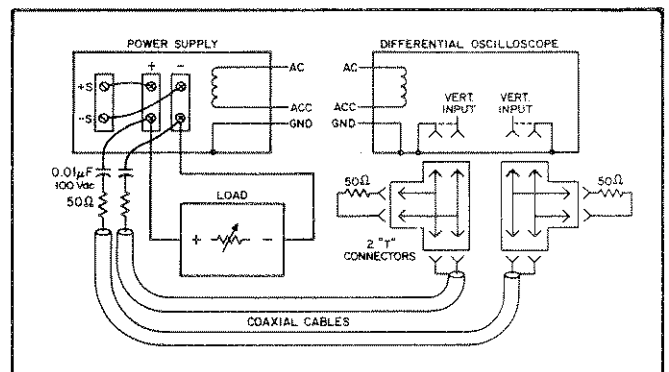 POWER SUPPLY
DIFFERENTIAL OSCILLOSCOPE
+ -
AC
AC
+S
VERT. INPUT
VERT. INPUT
ACC
ACC
-S
GND
GND
0.01μF
100 Vdc
50Ω
LOAD
+ -
50Ω
50Ω
2 "T"
CONNECTORS
COAXIAL CABLES